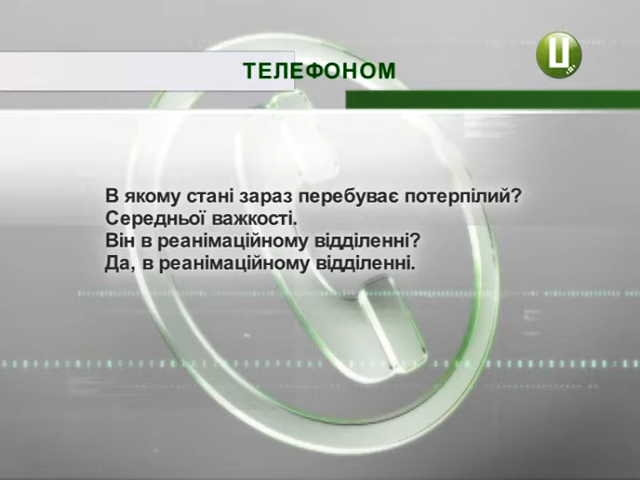 ТЕЛЕФОНОМ
Ц
В якому стані зараз перебуває потерпілий?
Середньої важкості.
Він в реанімаційному відділенні?
Да, в реанімаційному відділенні.